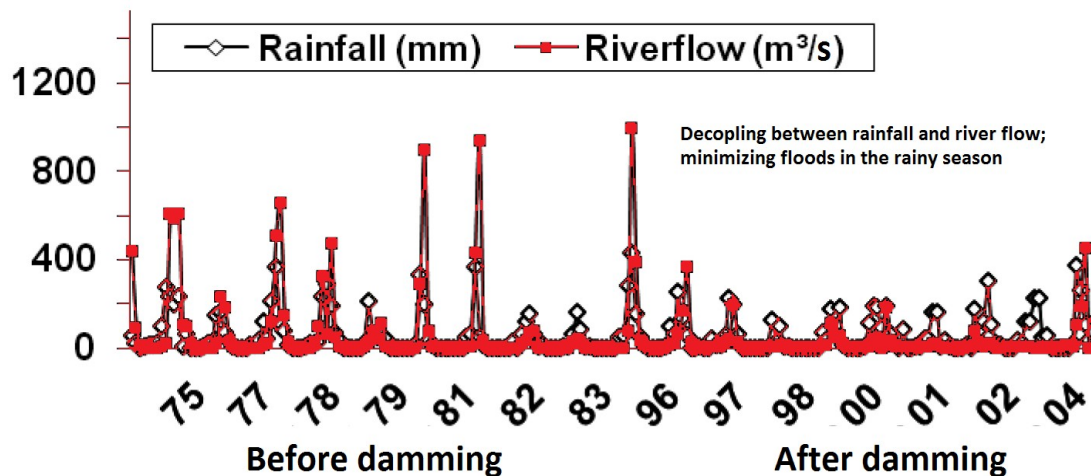 Rainfall (mm) Riverflow (m³/s)
1200
Decopling between rainfall and river flow;
minimizing floods in the rainy season
800
400
0
75 77 78 79 81 82 83 96 97 98 00 01 02 04
Before damming After damming